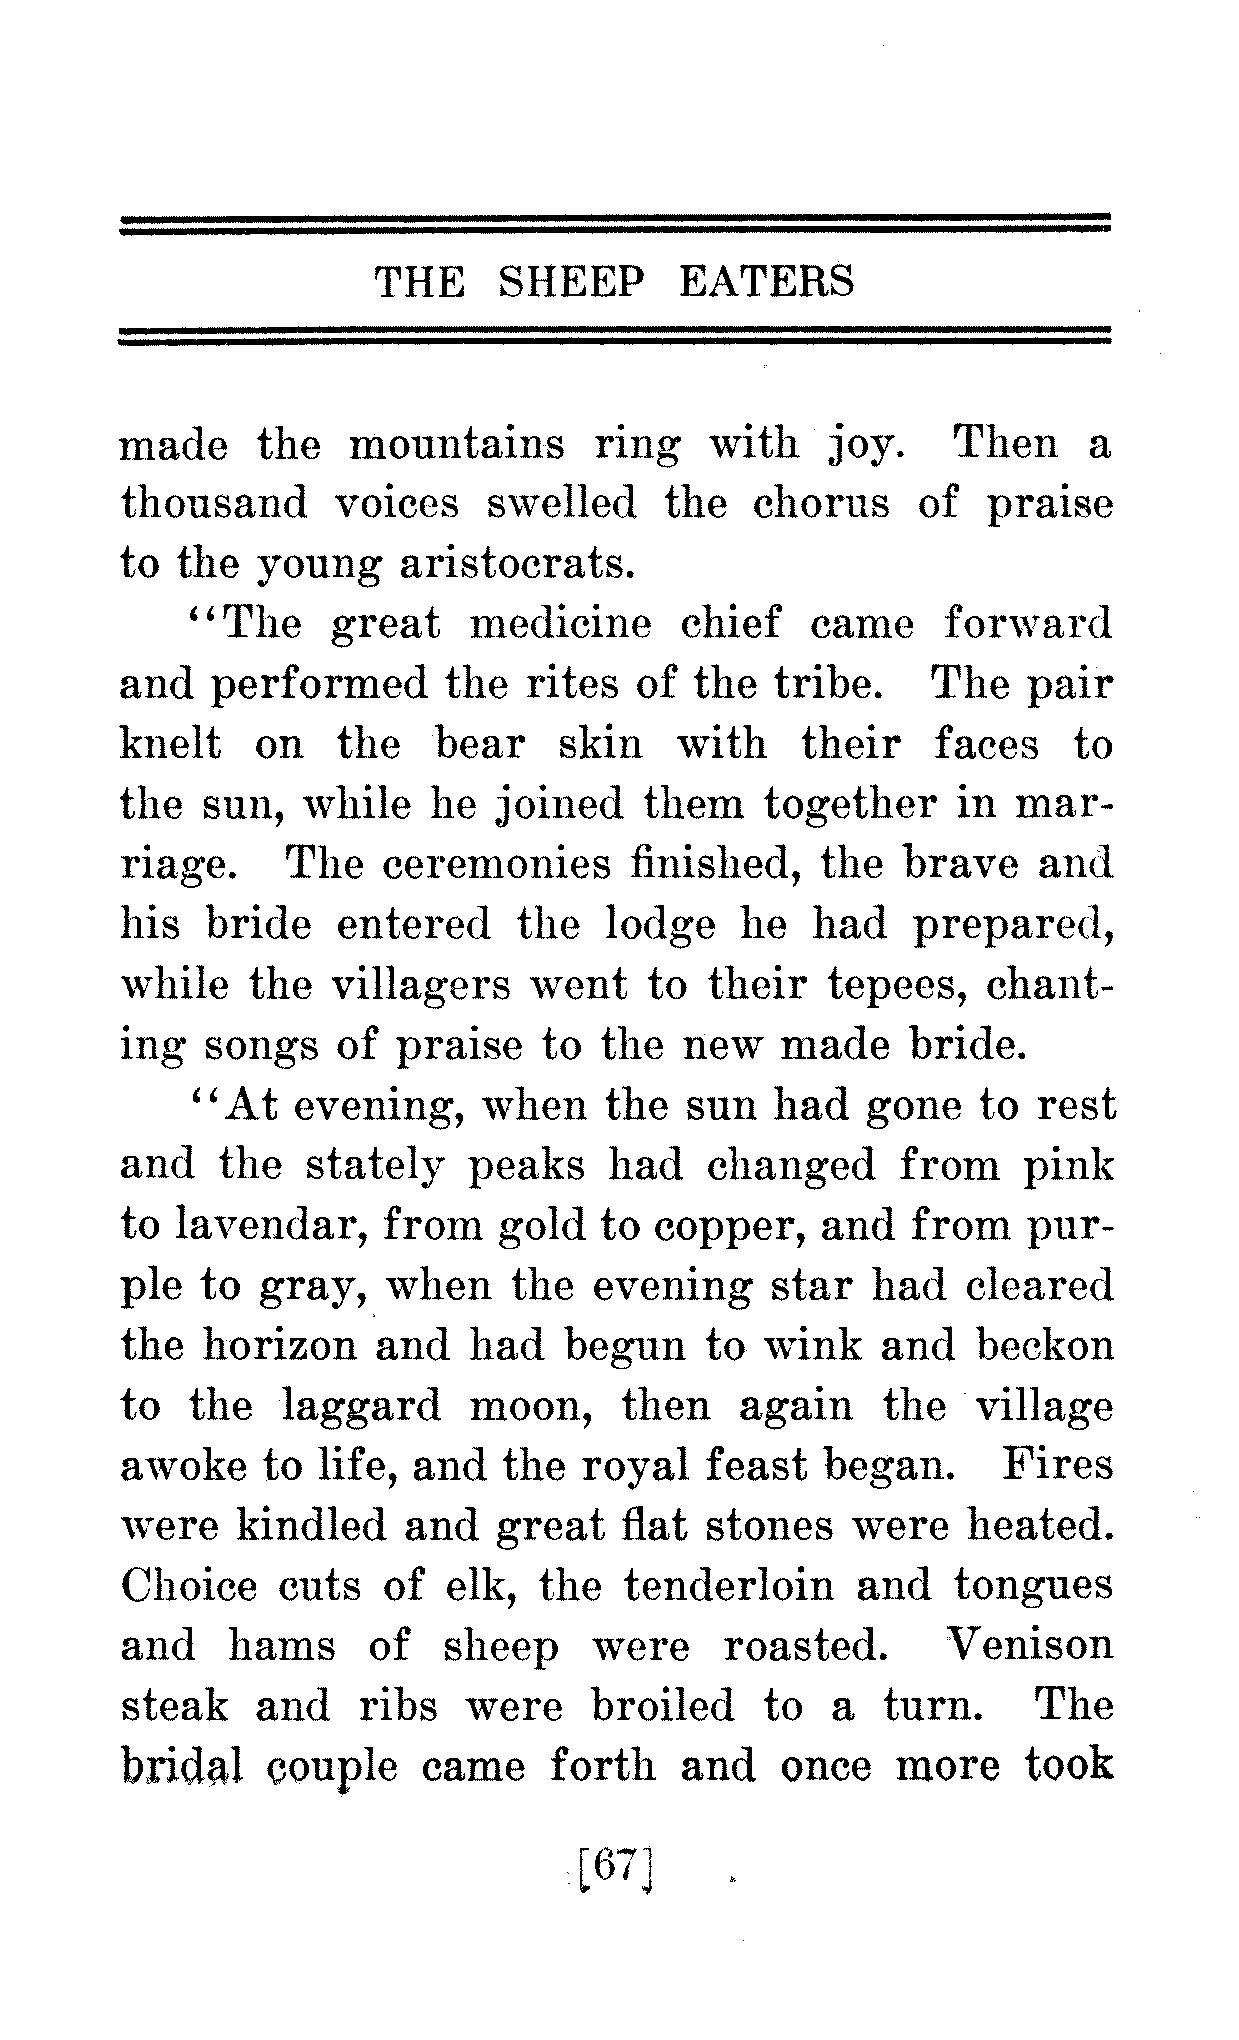 THE SHEEP EATERS
made the mountains ring with joy. Then a
thousand voices swelled the chorus of praise
to the young aristocrats.
"The great medicine chief came forward
and performed the rites of the tribe. The pair
knelt on the bear skin with their faces to
the sun, while he joined them together in mar-
riage. The ceremonies finished, the brave and
his bride entered the lodge he had prepared,
while the villagers went to their tepees, chant-
ing songs of praise to the new made bride.
"At evening, when the sun had gone to rest
and the stately peaks had changed from pink
to lavendar, from gold to copper, and from pur-
ple to gray, when the evening star had cleared
the horizon and had begun to wink and beckon
to the laggard moon, then again the village
awoke to life, and the royal feast began. Fires
were kindled and great flat stones were heated.
Choice cuts of elk, the tenderloin and tongues
and hams of sheep were roasted. Venison
steak and ribs were broiled to a turn. The
bridal couple came forth and once more took
[67]